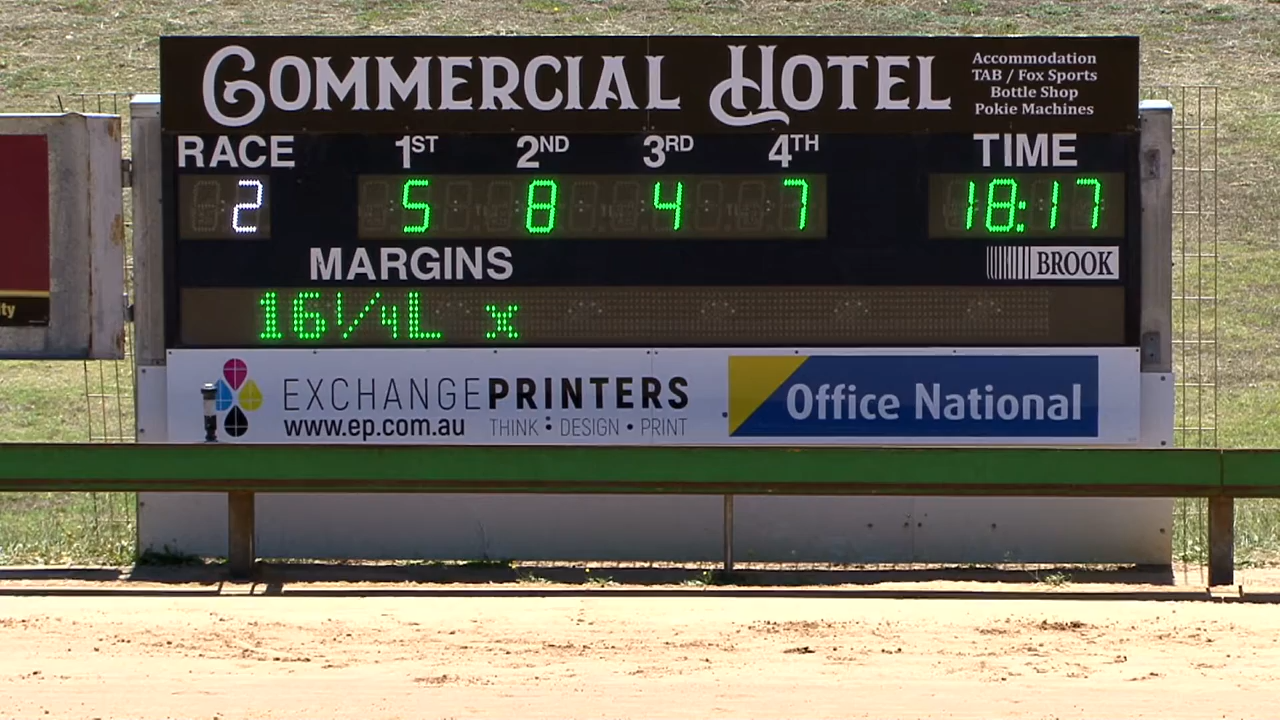 COMMERCIAL HOTEL
Accommodation
TAB / Fox Sports
Bottle Shop
Pokie Machines
RACE 1ST 2ND 3RD 4TH TIME
2 5 8 4 7 18:17
MARGINS
BROOK
16¼L x
EXCHANGEPRINTERS
www.ep.com.au THINK • DESIGN • PRINT
Office National
ty